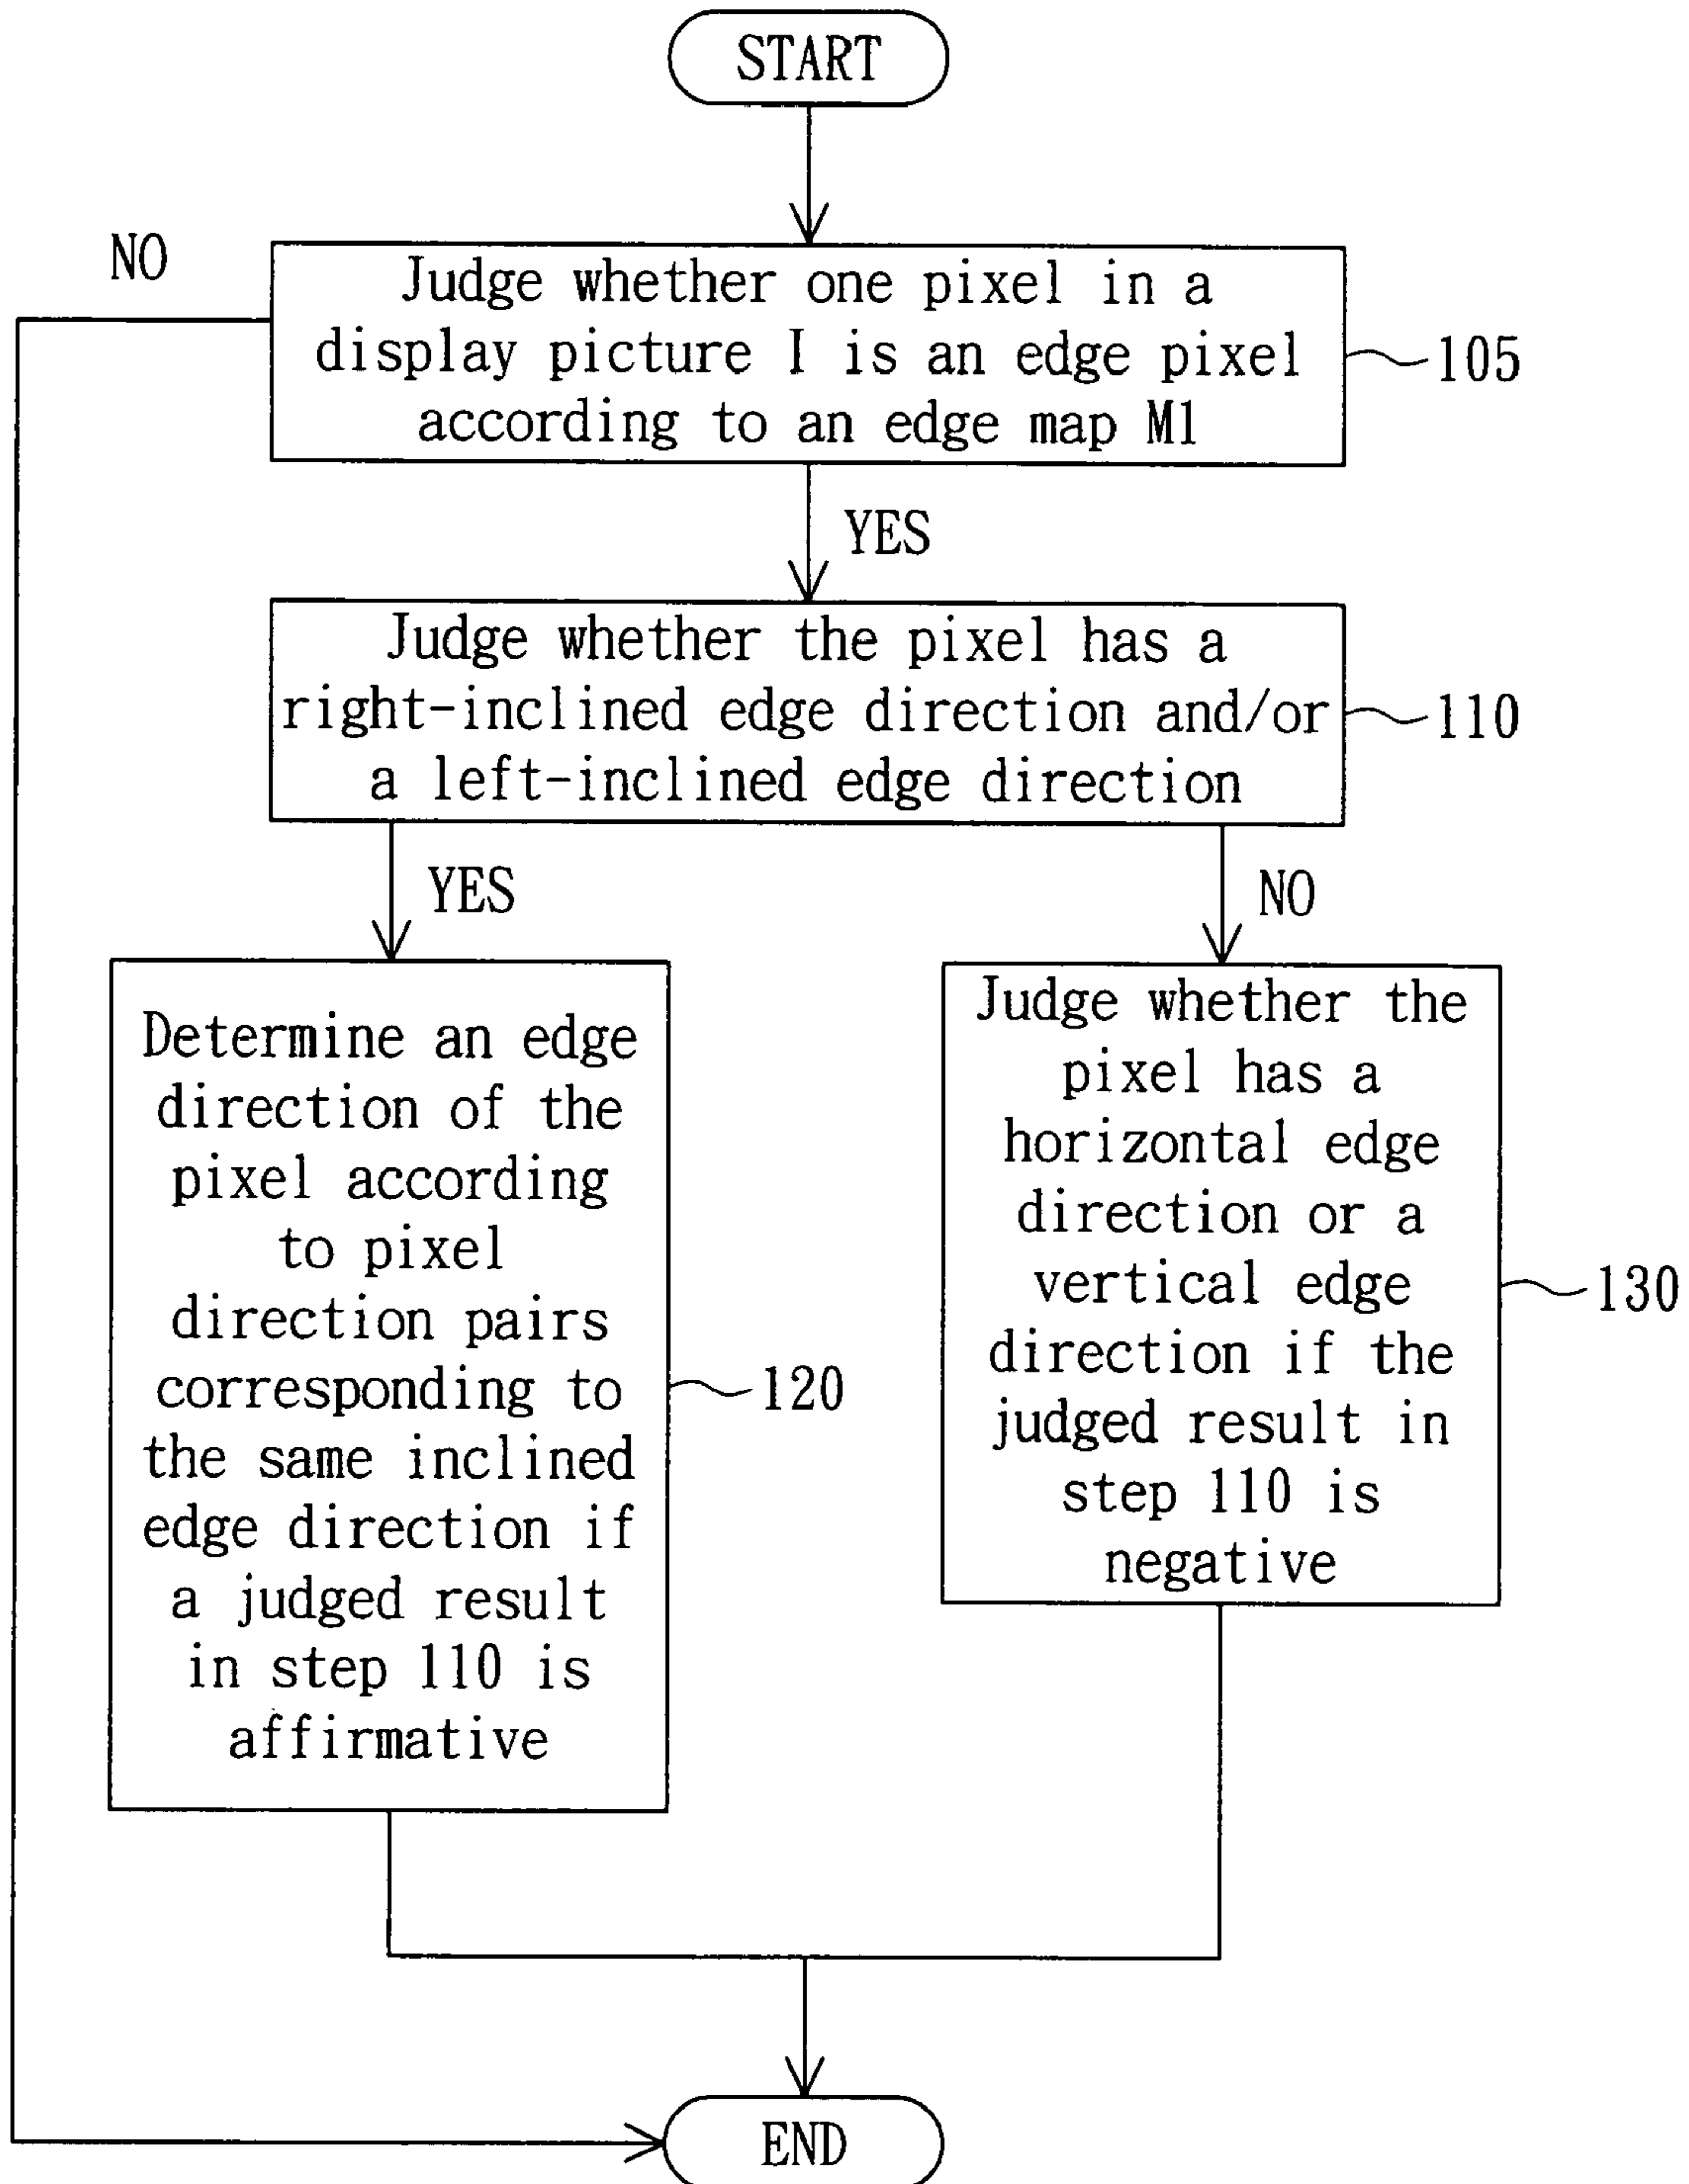 START
NO
Judge whether one pixel in a
display picture I is an edge pixel
according to an edge map M1
105
YES
Judge whether the pixel has a
right-inclined edge direction and/or
a left-inclined edge direction
110
YES
NO
Determine an edge
direction of the
pixel according
to pixel
direction pairs
corresponding to
the same inclined
edge direction if
a judged result
in step 110 is
affirmative
120
Judge whether the
pixel has a
horizontal edge
direction or a
vertical edge
direction if the
judged result in
step 110 is
negative
130
END